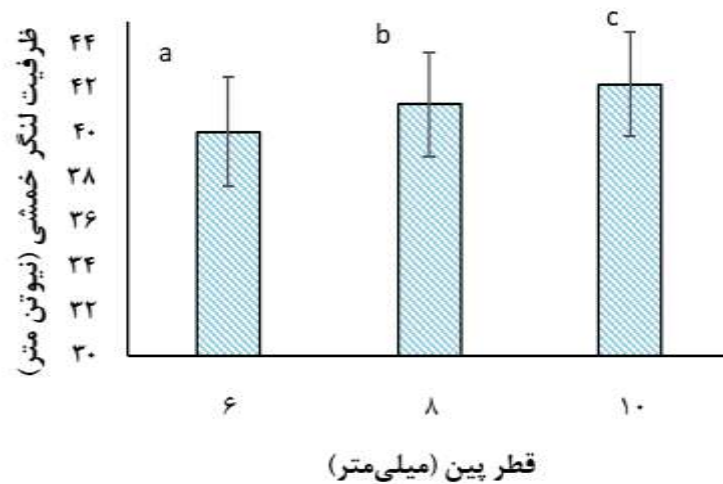 ظرفیت لنگر خمشی (نیوتن متر)
۴۴
۴۲
۴۰
۳۸
۳۶
۳۴
۳۲
۳۰
a
b
c
۶
۸
۱۰
قطر پین (میلی‌متر)